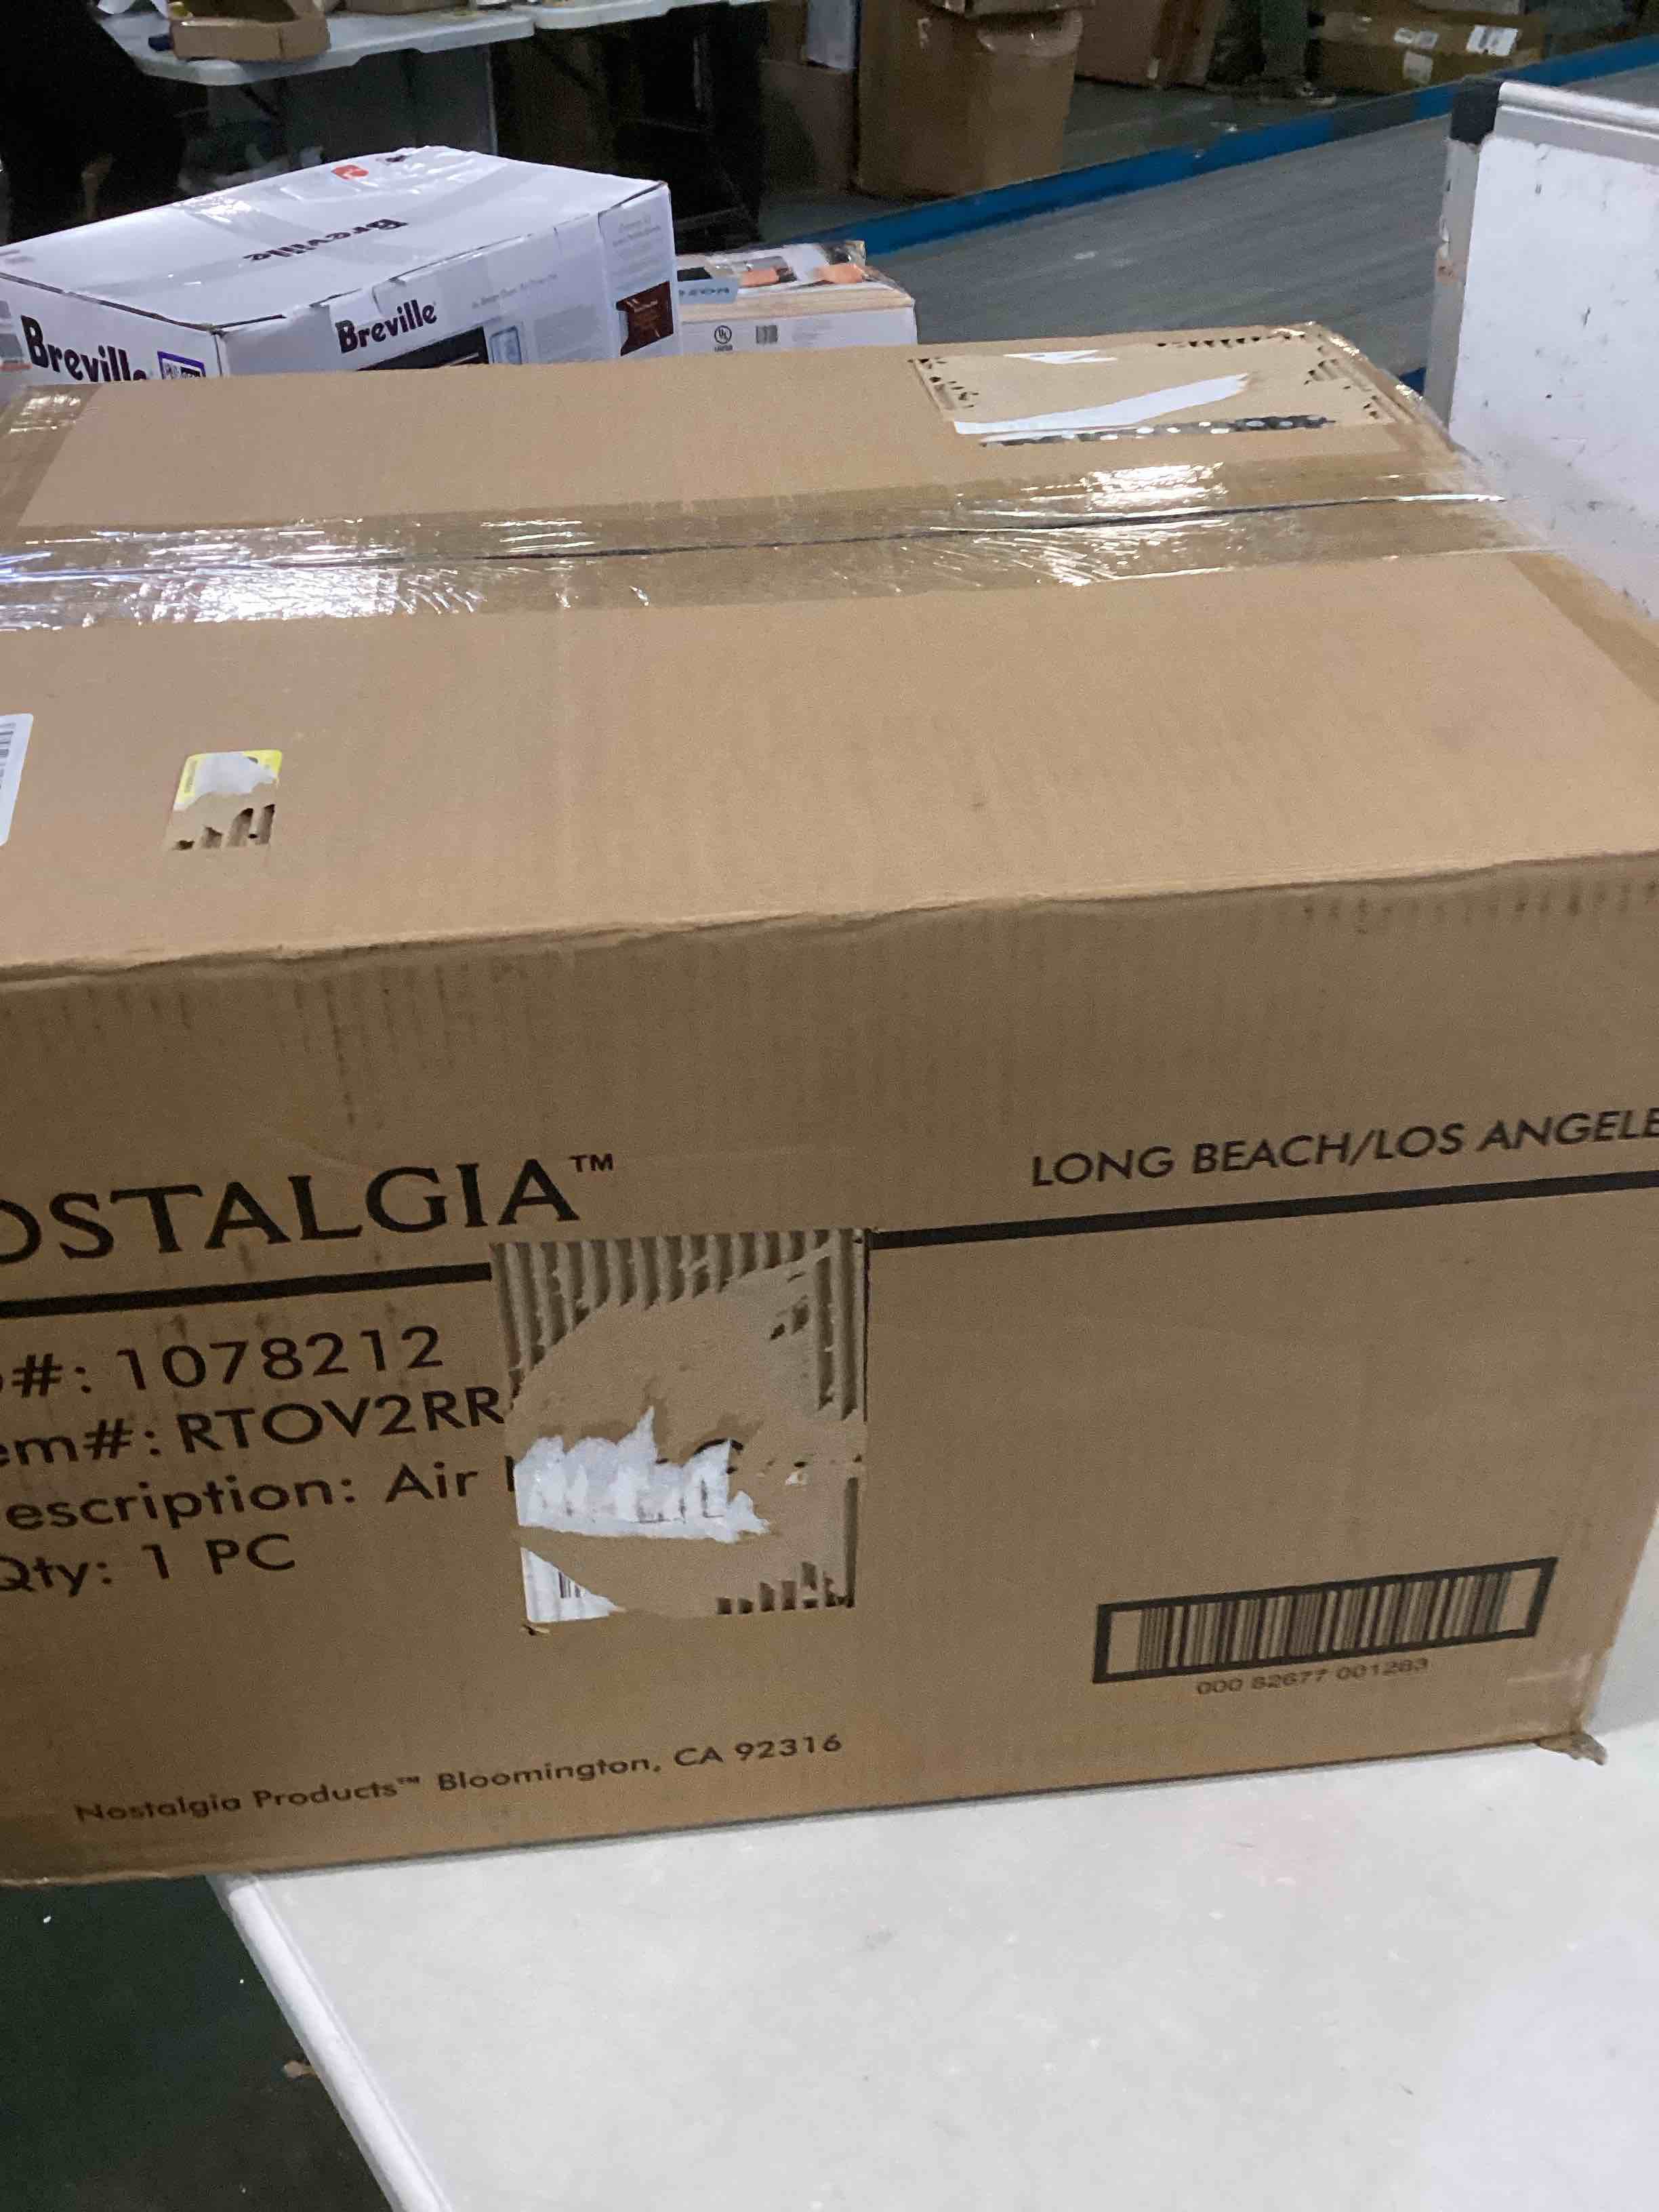 Breville
Breville
Breville
OSTALGIA™
LONG BEACH/LOS ANGELE
#: 1078212
em#: RTOV2RR
escription: Air
Qty: 1 PC
000 82677 001283
Nostalgia Products™ Bloomington, CA 92316